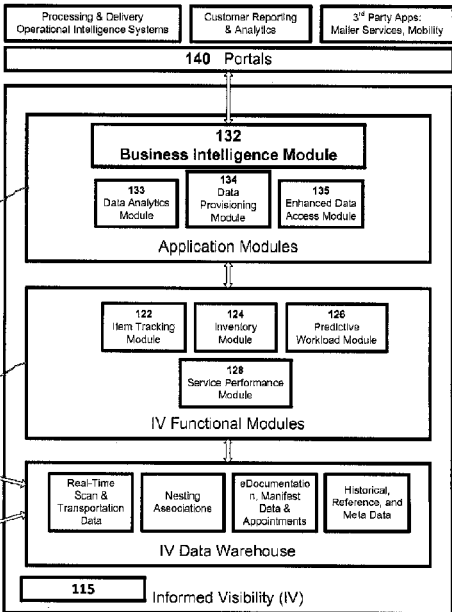 Processing & Delivery
Operational Intelligence Systems
Customer Reporting
& Analytics
3rd Party Apps:
Mailer Services, Mobility
140 Portals
132
Business Intelligence Module
133
Data Analytics
Module
134
Data
Provisioning
Module
135
Enhanced Data
Access Module
Application Modules
122
Item Tracking
Module
124
Inventory
Module
126
Predictive
Workload Module
128
Service Performance
Module
IV Functional Modules
Real-Time
Scan &
Transportation
Data
Nesting
Associations
eDocumentatio
n, Manifest
Data &
Appointments
Historical,
Reference, and
Meta Data
IV Data Warehouse
115
Informed Visibility (IV)